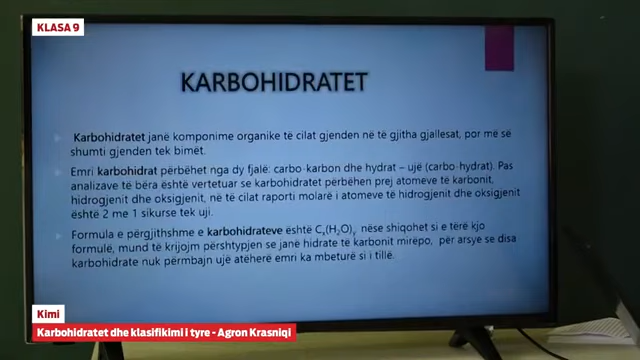 KLASA 9
KARBOHIDRATET
Karbohidratet janë komponime organike të cilat gjenden në të gjitha gjallesat, por më së
shumti gjenden tek bimët.
Emri karbohidrat përbëhet nga dy fjalë: carbo-karbon dhe hydrat – ujë (carbo-hydrat). Pas
analizave të bëra është vertetuar se karbohidratet përbëhen prej atomeve të karbonit,
hidrogjenit dhe oksigjenit, në të cilat raporti molarë i atomeve të hidrogjenit dhe oksigjenit
është 2 me 1 sikurse tek uji.
Formula e përgjithshme e karbohidrateve është Cₓ(H₂O)ᵧ nëse shiqohet si e tërë kjo
formulë, mund të krijojm përshtypjen se janë hidrate të karbonit mirëpo, për arsye se disa
karbohidrate nuk përmbajn ujë atëherë emri ka mbeturë si i tillë.
Kimi
Karbohidratet dhe klasifikimi i tyre - Agron Krasniqi